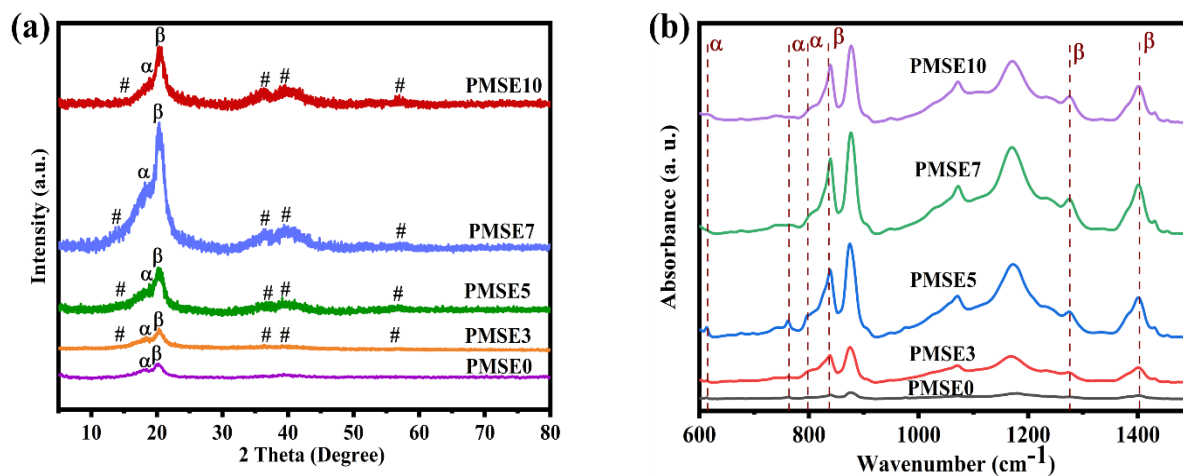 (a)
β
α
#
#
#
#
PMSE10
β
α
#
#
#
#
PMSE7
β
α
#
#
#
#
PMSE5
β
α
#
#
#
#
PMSE3
β
α
PMSE0
Intensity (a.u.)
10 20 30 40 50 60 70 80
2 Theta (Degree)
(b)
α α α β β β
PMSE10
PMSE7
PMSE5
PMSE3
PMSE0
Absorbance (a. u.)
600 800 1000 1200 1400
Wavenumber (cm-1)